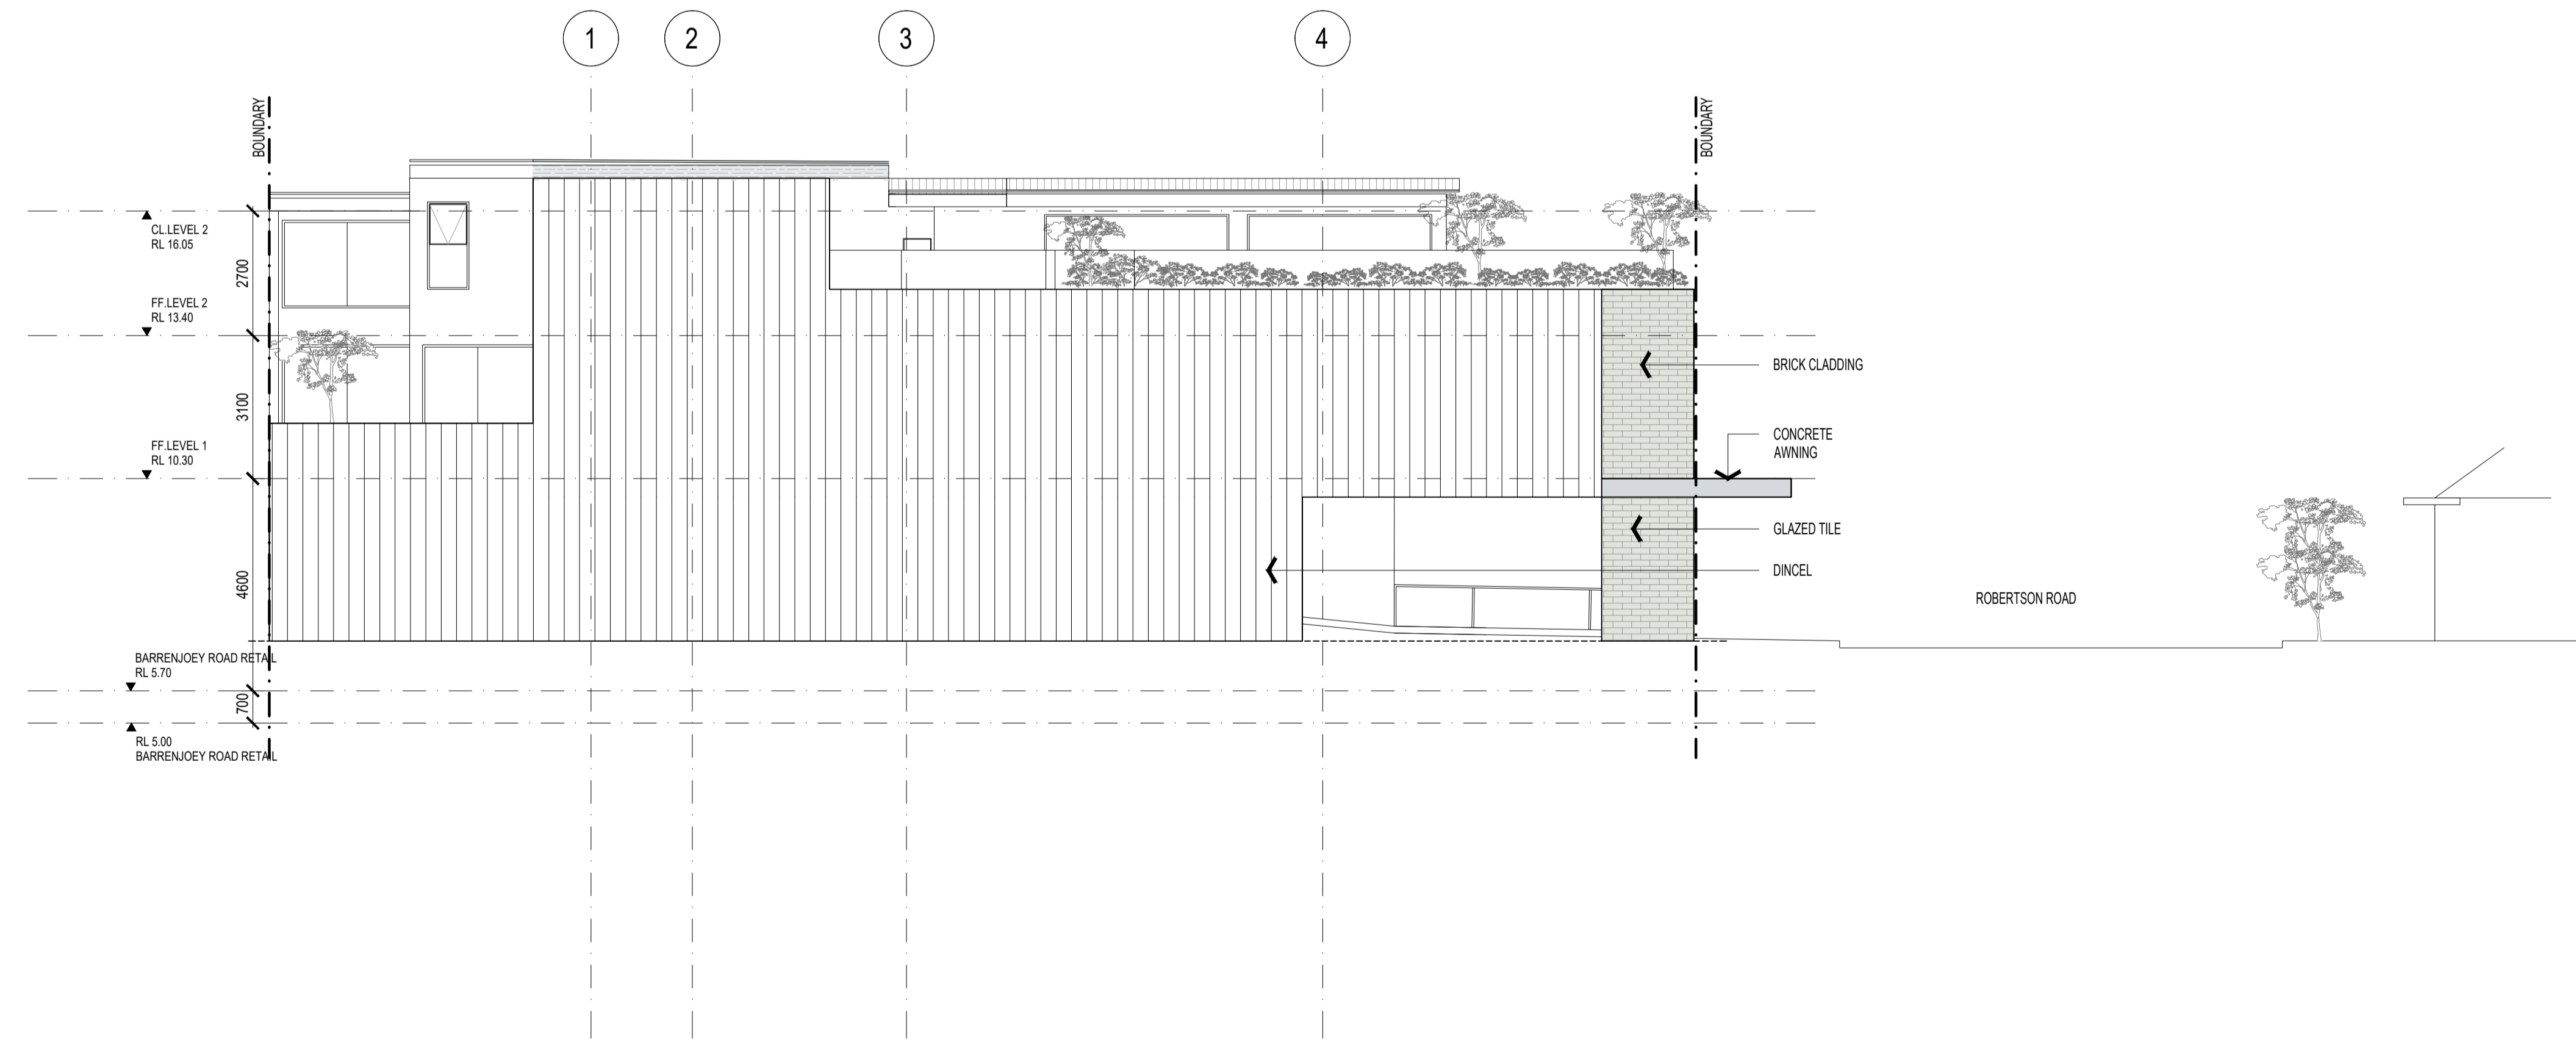 1
2
3
4
BOUNDARY
BOUNDARY
CL.LEVEL 2
RL 16.05
2700
FF.LEVEL 2
RL 13.40
BRICK CLADDING
3100
CONCRETE
AWNING
FF.LEVEL 1
RL 10.30
GLAZED TILE
DINCEL
4600
ROBERTSON ROAD
BARRENJOEY ROAD RETAIL
RL 5.70
700
RL 5.00
BARRENJOEY ROAD RETAIL